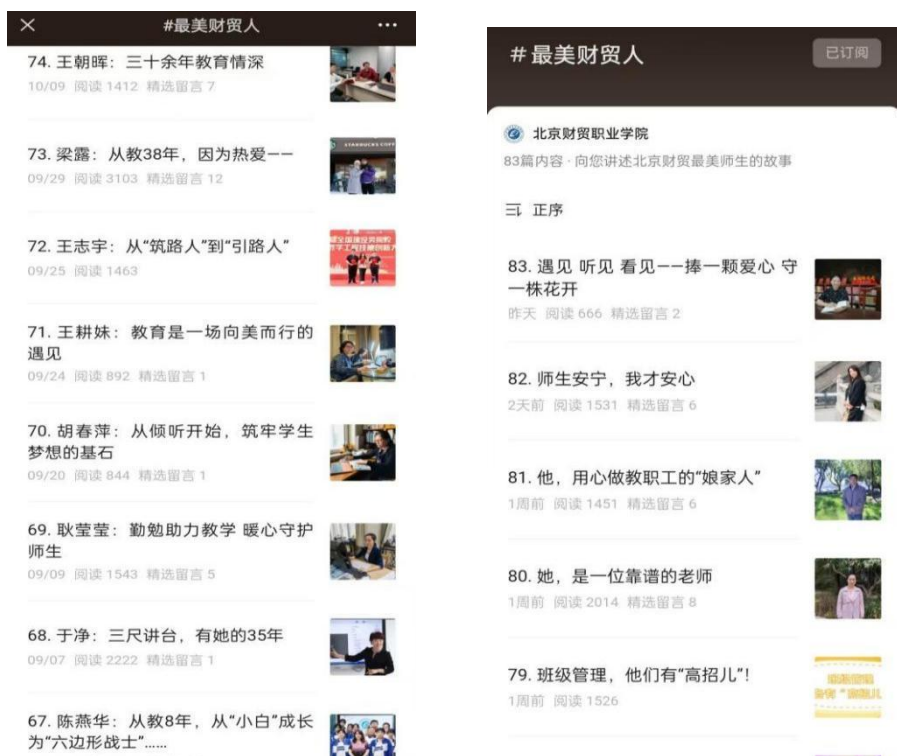 #最美财贸人
74. 王朝晖：三十余年教育情深
10/09 阅读 1412 精选留言 7
STARBUCKS COFF
73. 梁露：从教38年，因为热爱——
09/29 阅读 3103 精选留言 12
72. 王志宇：从“筑路人”到“引路人”
09/25 阅读 1463
71. 王耕妹：教育是一场向美而行的
遇见
09/24 阅读 892 精选留言 1
70. 胡春萍：从倾听开始，筑牢学生
梦想的基石
09/20 阅读 844 精选留言 1
69. 耿莹莹：勤勉助力教学 暖心守护
师生
09/09 阅读 1543 精选留言 5
68. 于净：三尺讲台，有她的35年
09/07 阅读 2222 精选留言 1
67. 陈燕华：从教8年，从“小白”成长
为“六边形战士”……
#最美财贸人
已订阅
北京财贸职业学院
83篇内容·向您讲述北京财贸最美师生的故事
正序
83. 遇见 听见 看见——捧一颗爱心 守
一株花开
昨天 阅读 666 精选留言 2
82. 师生安宁，我才安心
2天前 阅读 1531 精选留言 6
81. 他，用心做教职工的“娘家人”
1周前 阅读 1451 精选留言 6
80. 她，是一位靠谱的老师
1周前 阅读 2014 精选留言 8
79. 班级管理，他们有“高招儿”！
1周前 阅读 1526
班级管理